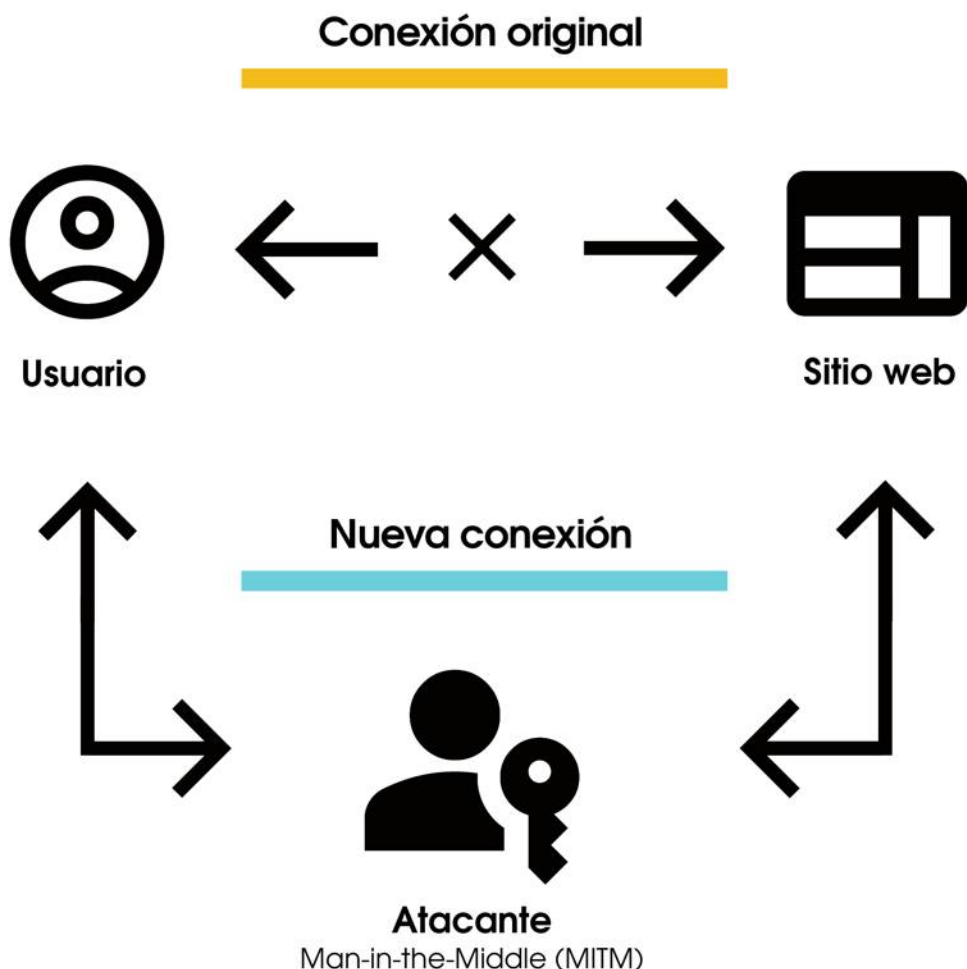 Conexión original
Usuario
Sitio web
Nueva conexión
Atacante
Man-in-the-Middle (MITM)